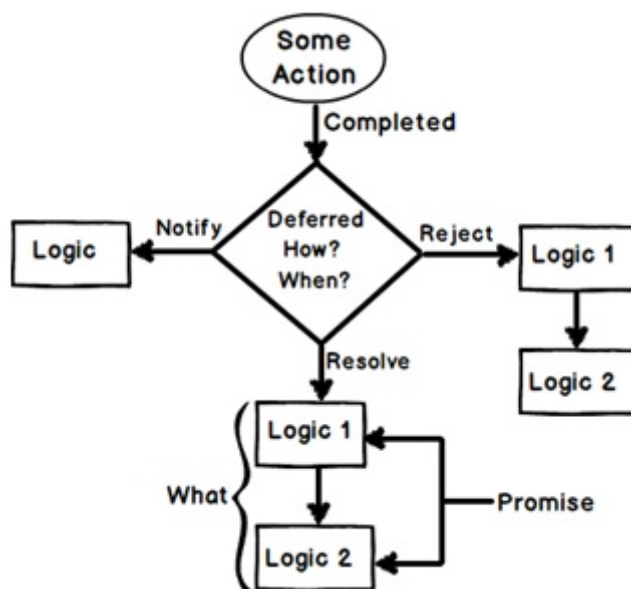 Some
Action
Completed
Deferred
How?
When?
Notify
Logic
Reject
Logic 1
Logic 2
Resolve
Logic 1
What
Promise
Logic 2